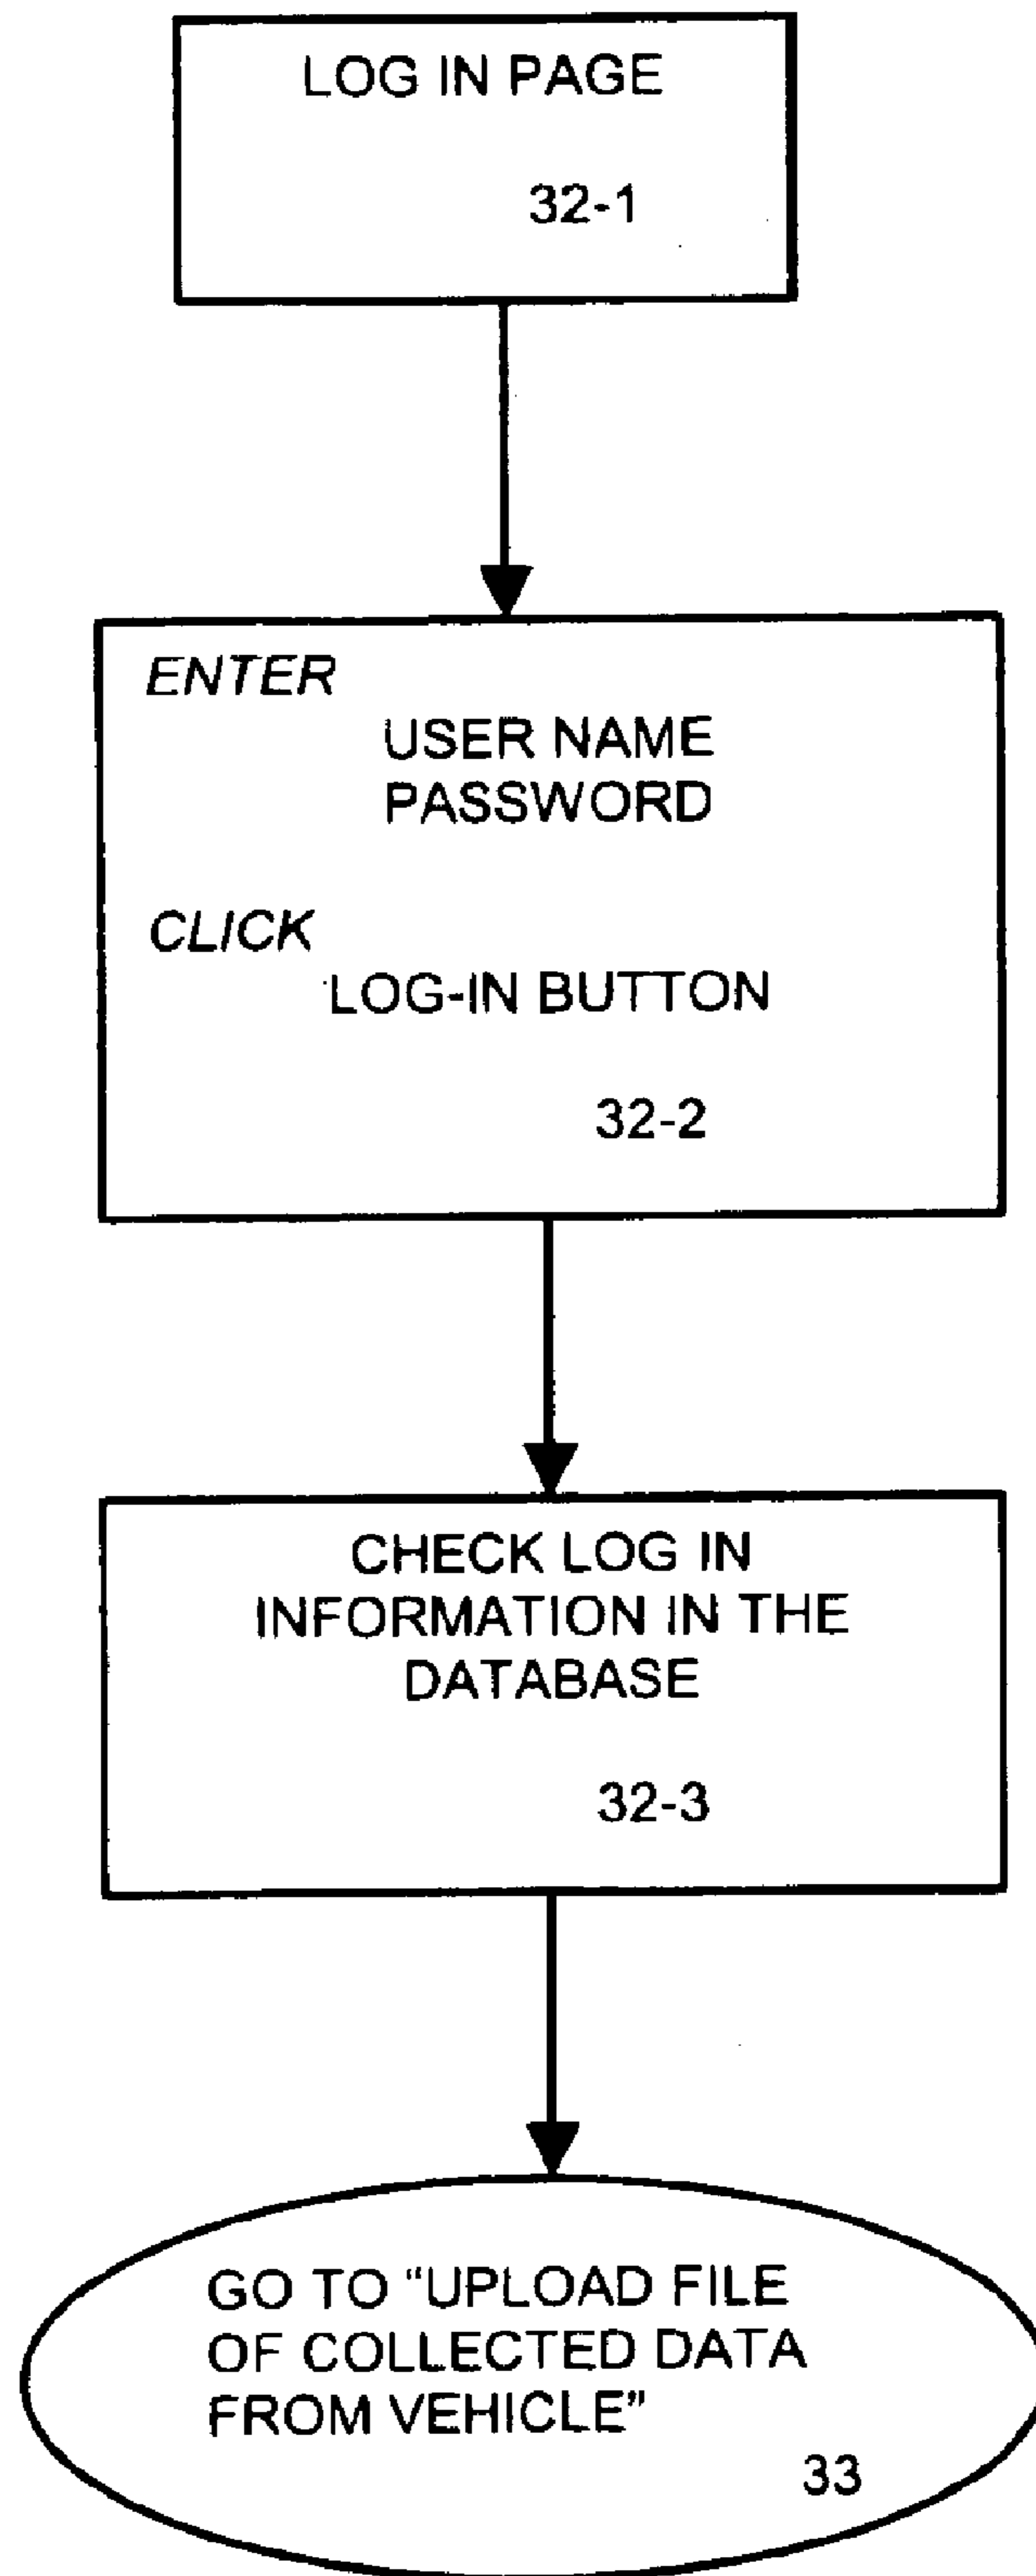 LOG IN PAGE
32-1
ENTER
USER NAME
PASSWORD
CLICK
LOG-IN BUTTON
32-2
CHECK LOG IN
INFORMATION IN THE
DATABASE
32-3
GO TO “UPLOAD FILE
OF COLLECTED DATA
FROM VEHICLE”
33